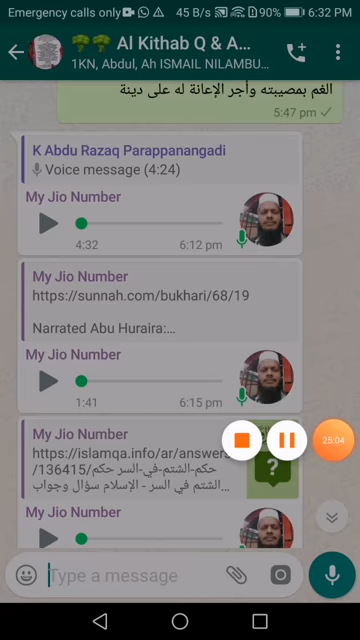 Emergency calls only 45 B/s 90% 6:32 PM
Al Kithab Q & A...
1KN, Abdul, Ah ISMAIL NILAMBU...
الغم بمصيبته وأجر الإعانة له على دينة
5:47 pm
K Abdu Razaq Parappanangadi
Voice message (4:24)
My Jio Number
4:32 6:12 pm
My Jio Number
https://sunnah.com/bukhari/68/19
Narrated Abu Huraira:...
My Jio Number
1:41 6:15 pm
My Jio Number
https://islamqa.info/ar/answers
/136415/حكم-الشتم-في-السر حكم
الشتم في السر - الإسلام سؤال وجواب...
My Jio Number
25:04
Type a message